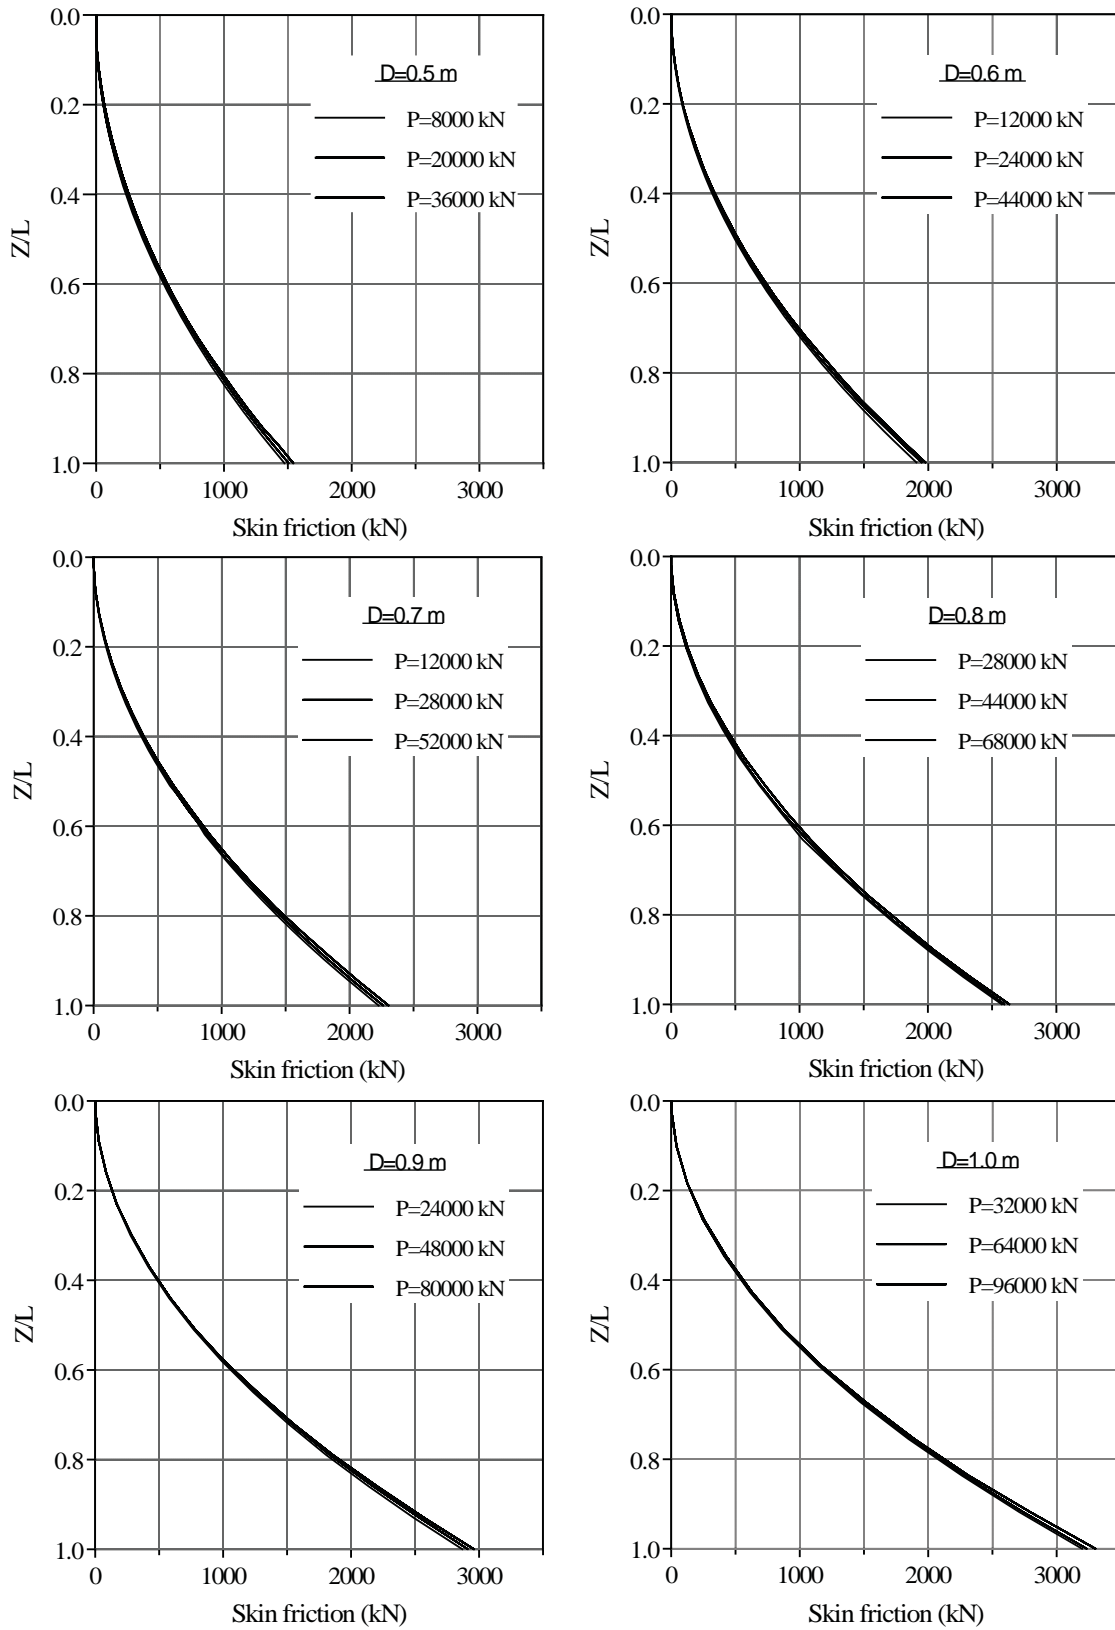 0.0
D=0.5 m
0.2
P=8000 kN
P=20000 kN
0.4
P=36000 kN
Z/L
0.6
0.8
1.0
0 1000 2000 3000
Skin friction (kN)
0.0
D=0.6 m
0.2
P=12000 kN
P=24000 kN
0.4
P=44000 kN
Z/L
0.6
0.8
1.0
0 1000 2000 3000
Skin friction (kN)
0.0
D=0.7 m
0.2
P=12000 kN
P=28000 kN
0.4
P=52000 kN
Z/L
0.6
0.8
1.0
0 1000 2000 3000
Skin friction (kN)
0.0
D=0.8 m
0.2
P=28000 kN
P=44000 kN
0.4
P=68000 kN
Z/L
0.6
0.8
1.0
0 1000 2000 3000
Skin friction (kN)
0.0
D=0.9 m
0.2
P=24000 kN
P=48000 kN
0.4
P=80000 kN
Z/L
0.6
0.8
1.0
0 1000 2000 3000
Skin friction (kN)
0.0
D=1.0 m
0.2
P=32000 kN
P=64000 kN
0.4
P=96000 kN
Z/L
0.6
0.8
1.0
0 1000 2000 3000
Skin friction (kN)